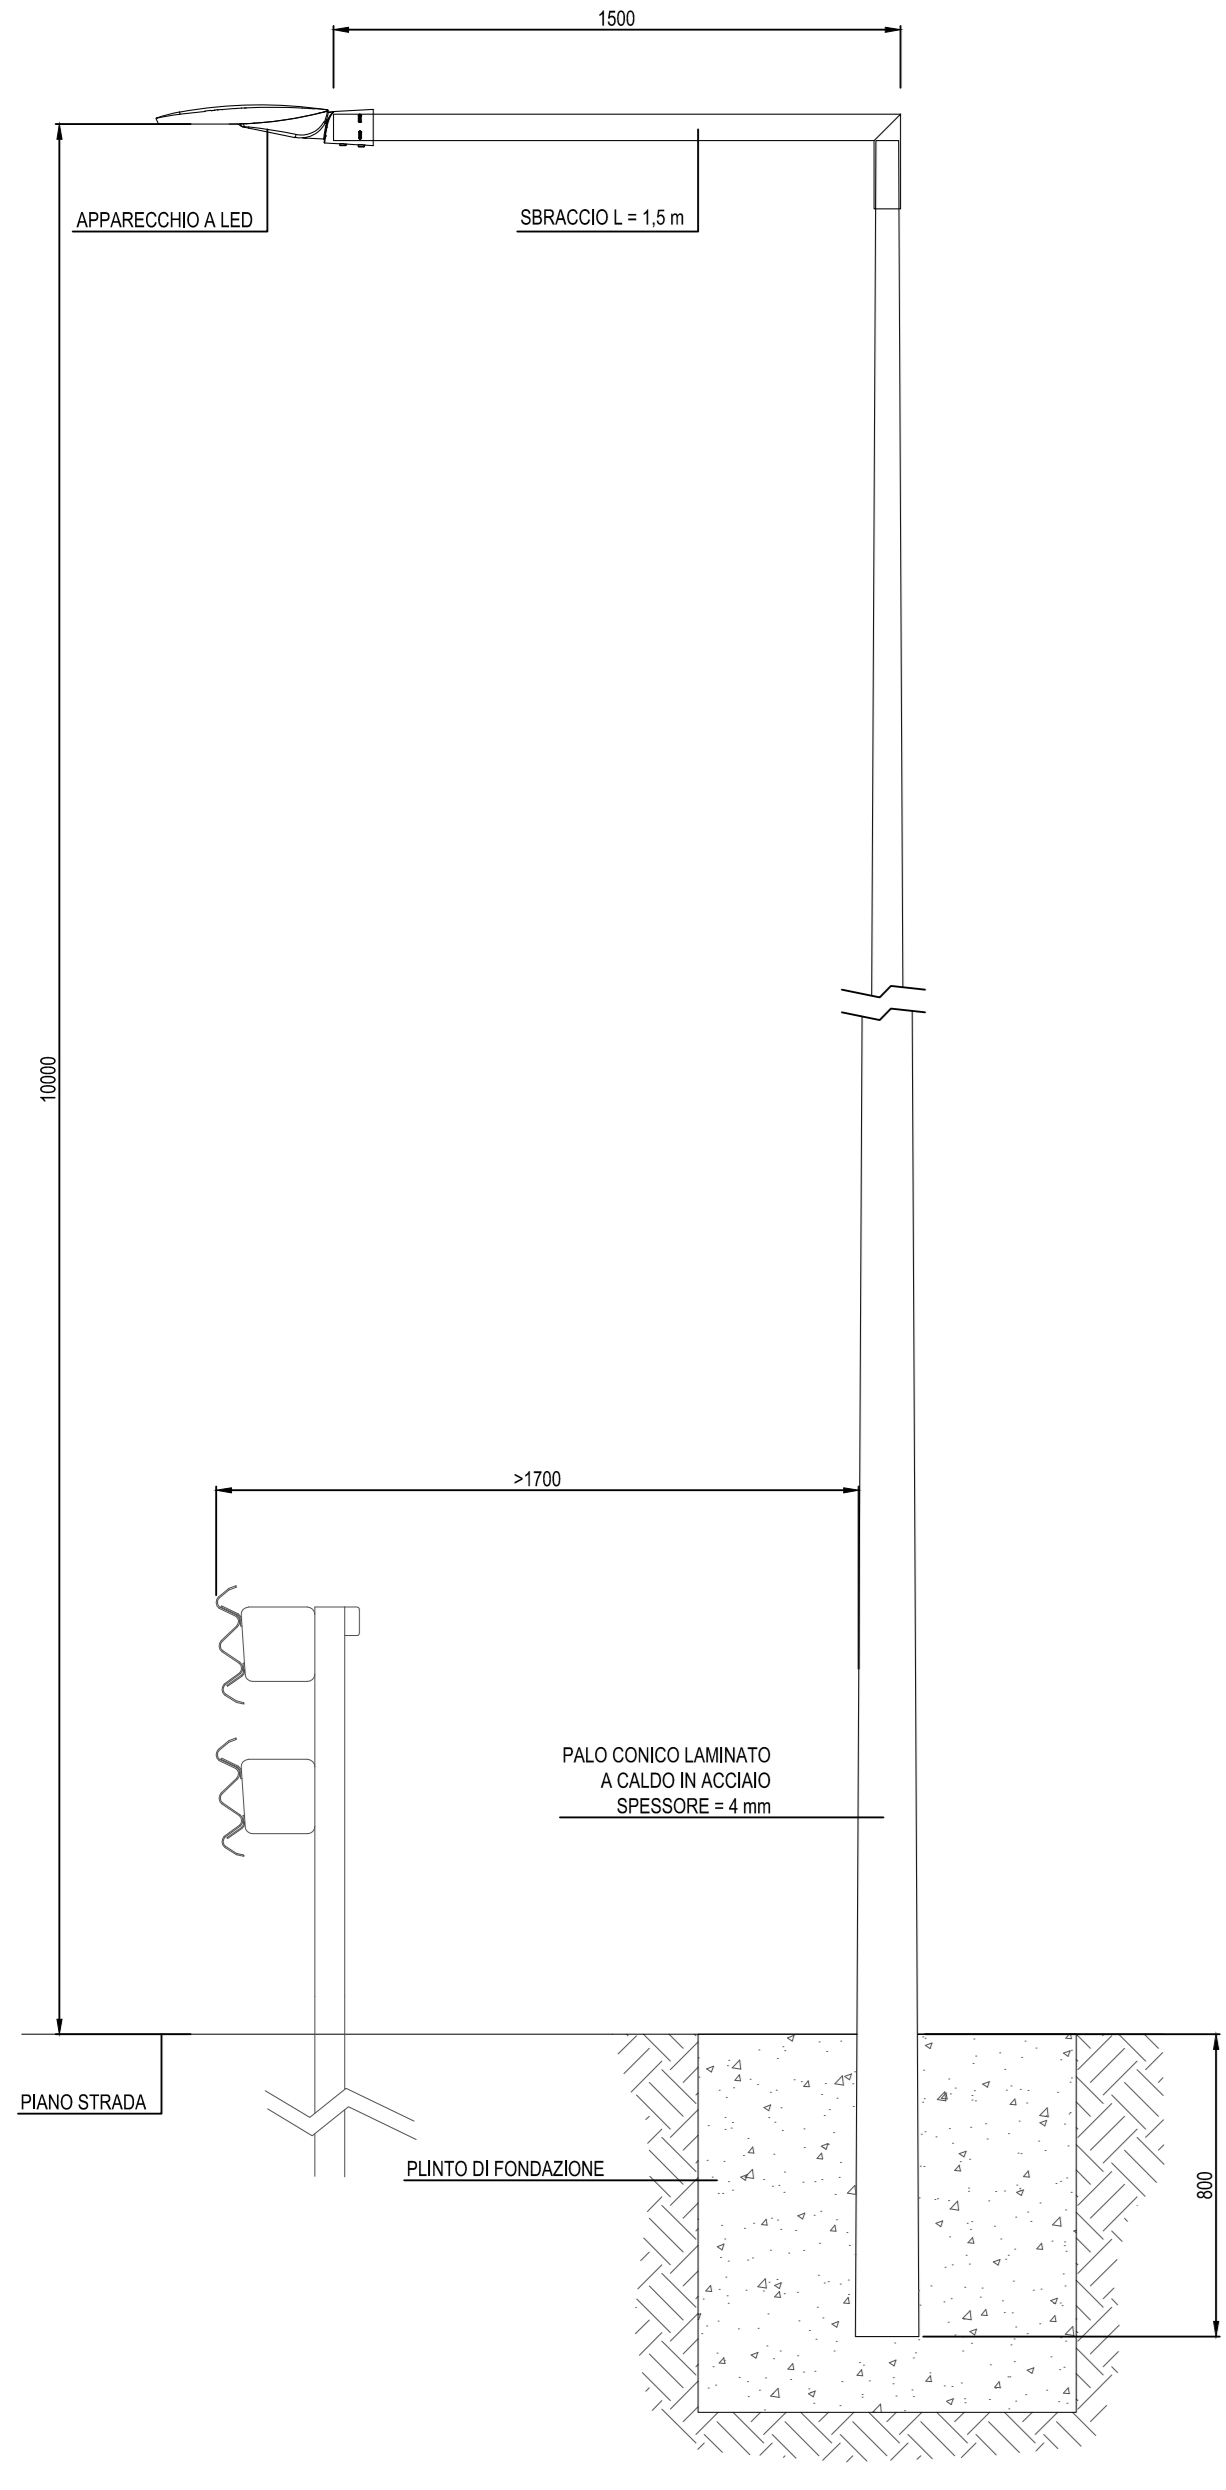 1500
APPARECCHIO A LED
SBRACCIO L = 1,5 m
10000
>1700
PALO CONICO LAMINATO
A CALDO IN ACCIAIO
SPESSORE = 4 mm
PIANO STRADA
PLINTO DI FONDAZIONE
800